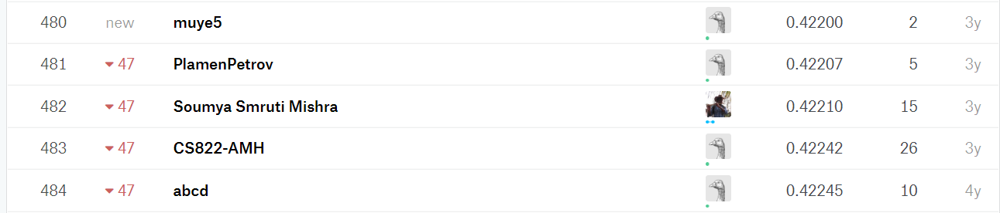 480 new muye5 0.42200 2 3y
481 47 PlamenPetrov 0.42207 5 3y
482 47 Soumya Smruti Mishra 0.42210 15 3y
483 47 CS822-AMH 0.42242 26 3y
484 47 abcd 0.42245 10 4y